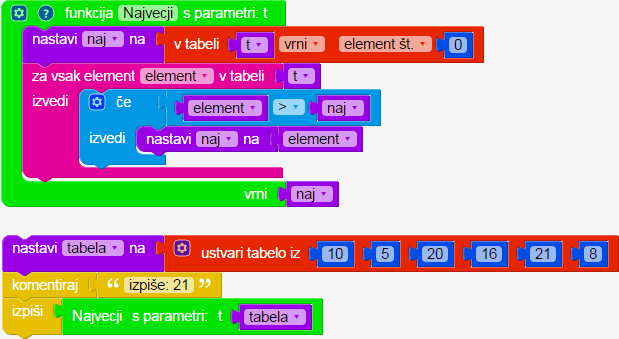 ? funkcija Najvecji s parametri: t
nastavi naj na v tabeli t vrni element št. 0
za vsak element element v tabeli t
izvedi če element > naj
izvedi nastavi naj na element
vrni naj
nastavi tabela na ustvari tabelo iz 10 5 20 16 21 8
komentiraj “ izpiše: 21 ”
izpiši Najvecji s parametri: t tabela